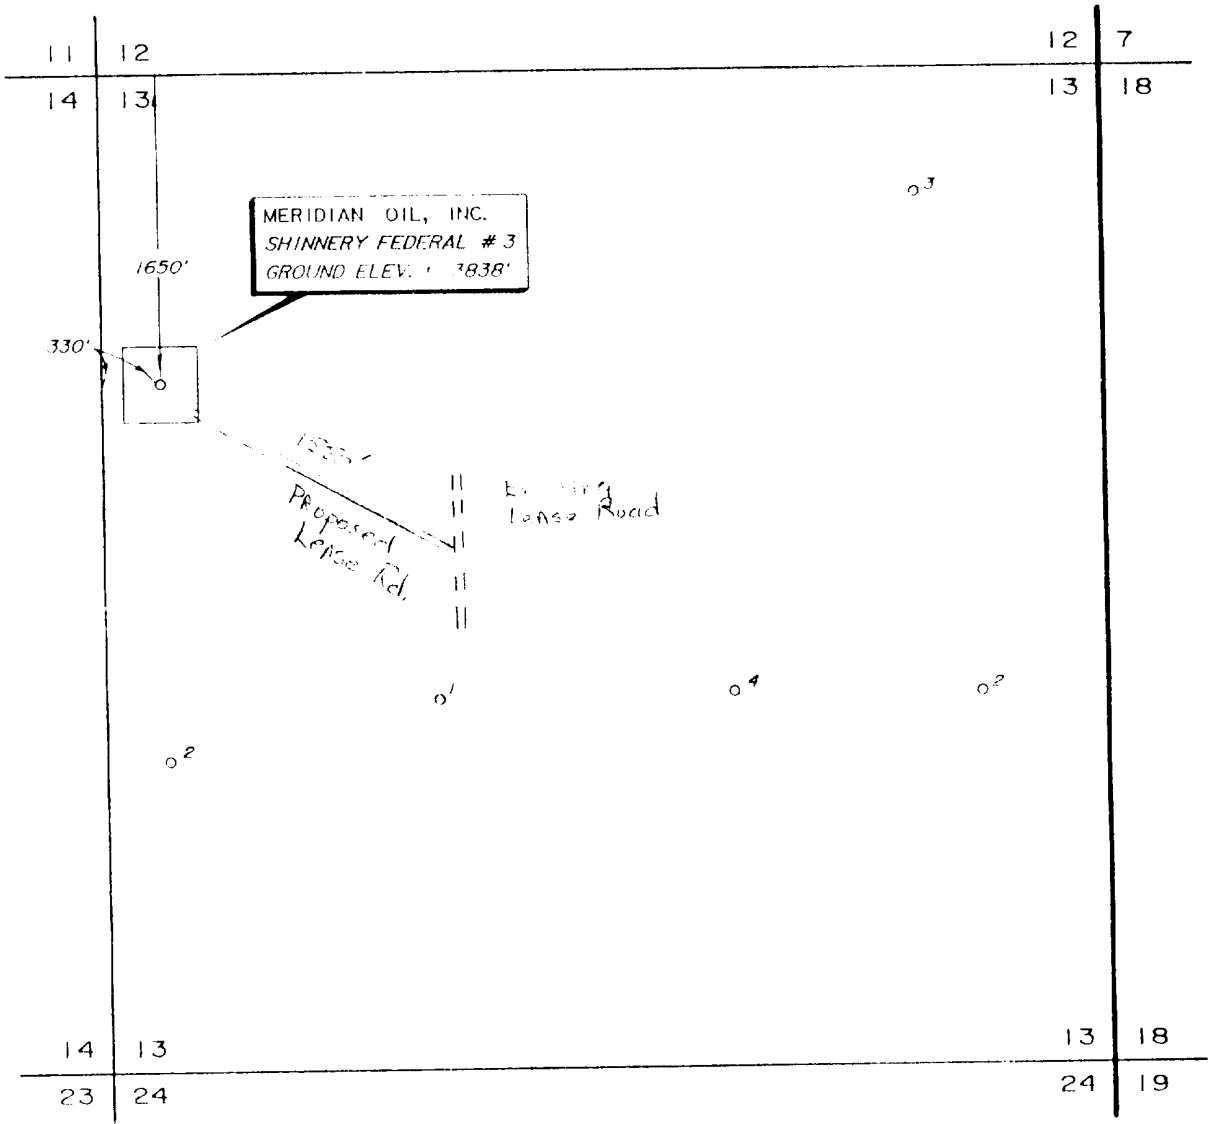 11 12
12 7
14 13
13 18
3
MERIDIAN OIL, INC.
SHINNERY FEDERAL # 3
GROUND ELEV. 3838'
1650'
330'
Lease Road
Proposed
Lease Rd.
1
4
2
2
14 13
13 18
23 24
24 19